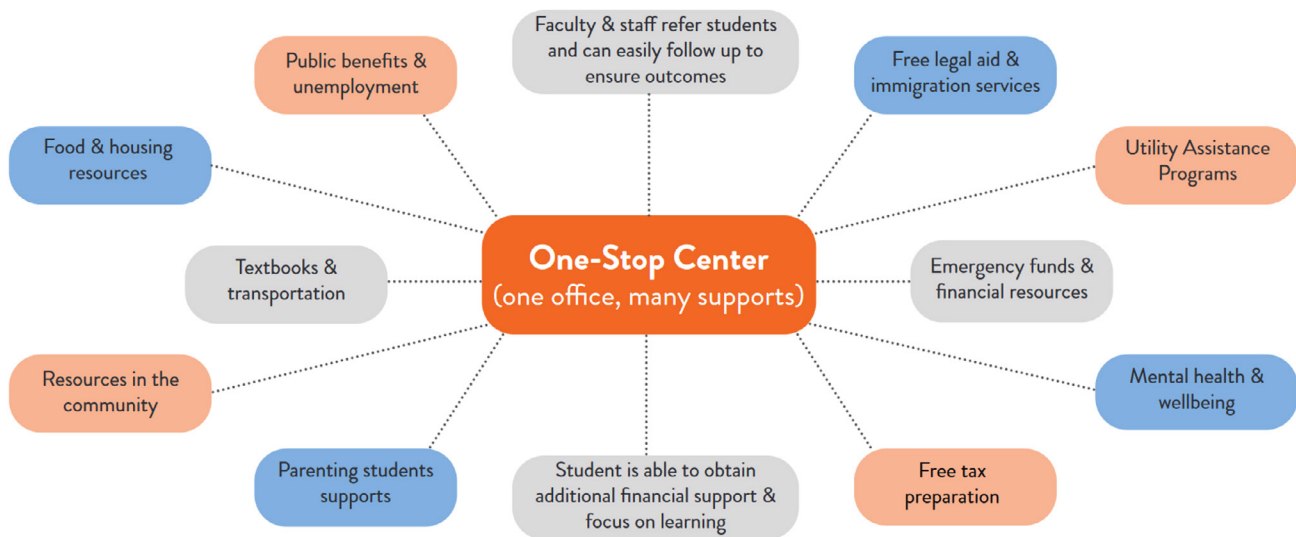 Faculty & staff refer students
and can easily follow up to
ensure outcomes
Public benefits &
unemployment
Free legal aid &
immigration services
Food & housing
resources
Utility Assistance
Programs
One-Stop Center
(one office, many supports)
Textbooks &
transportation
Emergency funds &
financial resources
Resources in the
community
Mental health &
wellbeing
Parenting students
supports
Student is able to obtain
additional financial support &
focus on learning
Free tax
preparation